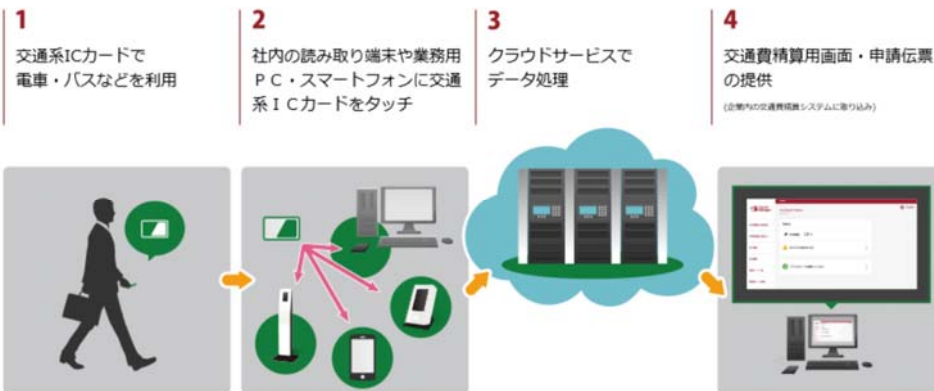 1
交通系ICカードで
電車・バスなどを利用
2
社内の読み取り端末や業務用
ＰＣ・スマートフォンに交通
系ＩＣカードをタッチ
3
クラウドサービスで
データ処理
4
交通費精算用画面・申請伝票
の提供
(企業内の交通費精算システムに取り込み)